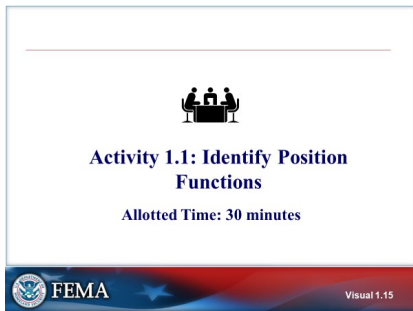 Activity 1.1: Identify Position
Functions
Allotted Time: 30 minutes
FEMA
Visual 1.15